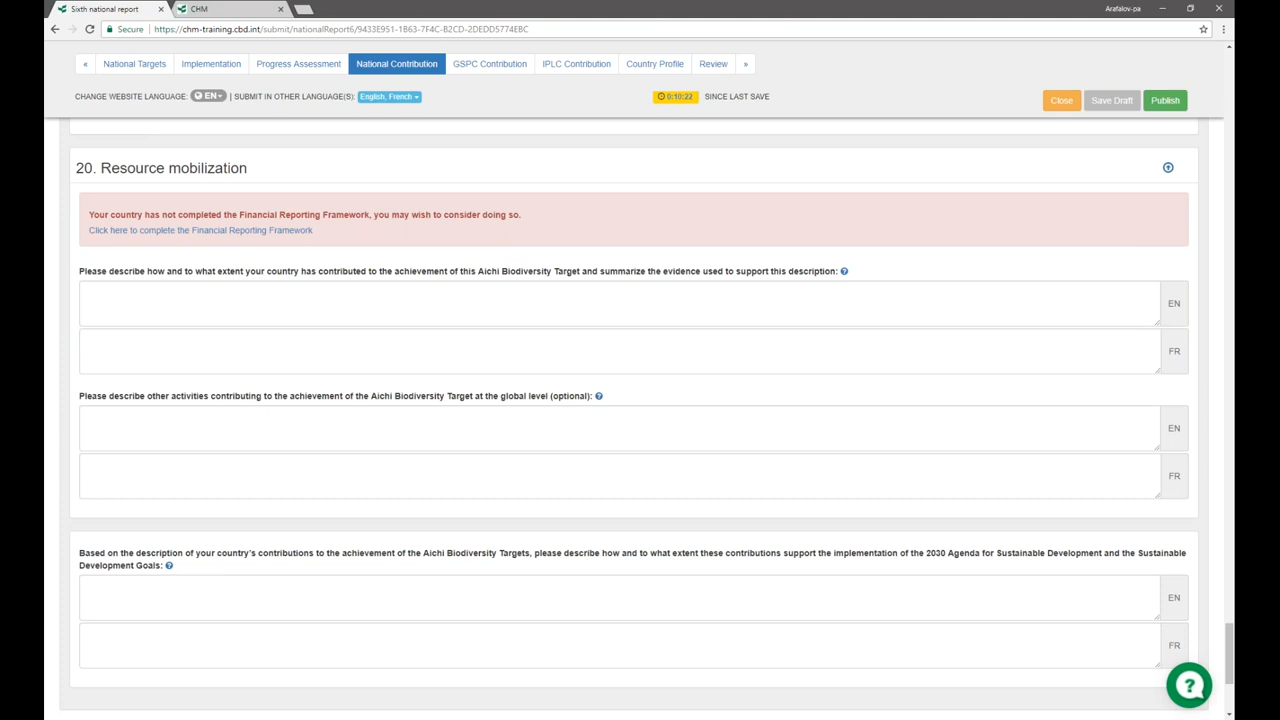 Sixth national report
CHM
Arafalov-pa
Secure https://chm-training.cbd.int/submit/nationalReport6/9433E951-1B63-7F4C-B2CD-2DEDD5774EBC
« National Targets Implementation Progress Assessment National Contribution GSPC Contribution IPLC Contribution Country Profile Review »
CHANGE WEBSITE LANGUAGE: EN | SUBMIT IN OTHER LANGUAGE(S): English, French 0:10:22 SINCE LAST SAVE
Close Save Draft Publish
20. Resource mobilization
Your country has not completed the Financial Reporting Framework, you may wish to consider doing so.
Click here to complete the Financial Reporting Framework
Please describe how and to what extent your country has contributed to the achievement of this Aichi Biodiversity Target and summarize the evidence used to support this description:
EN
FR
Please describe other activities contributing to the achievement of the Aichi Biodiversity Target at the global level (optional):
EN
FR
Based on the description of your country's contributions to the achievement of the Aichi Biodiversity Targets, please describe how and to what extent these contributions support the implementation of the 2030 Agenda for Sustainable Development and the Sustainable
Development Goals:
EN
FR